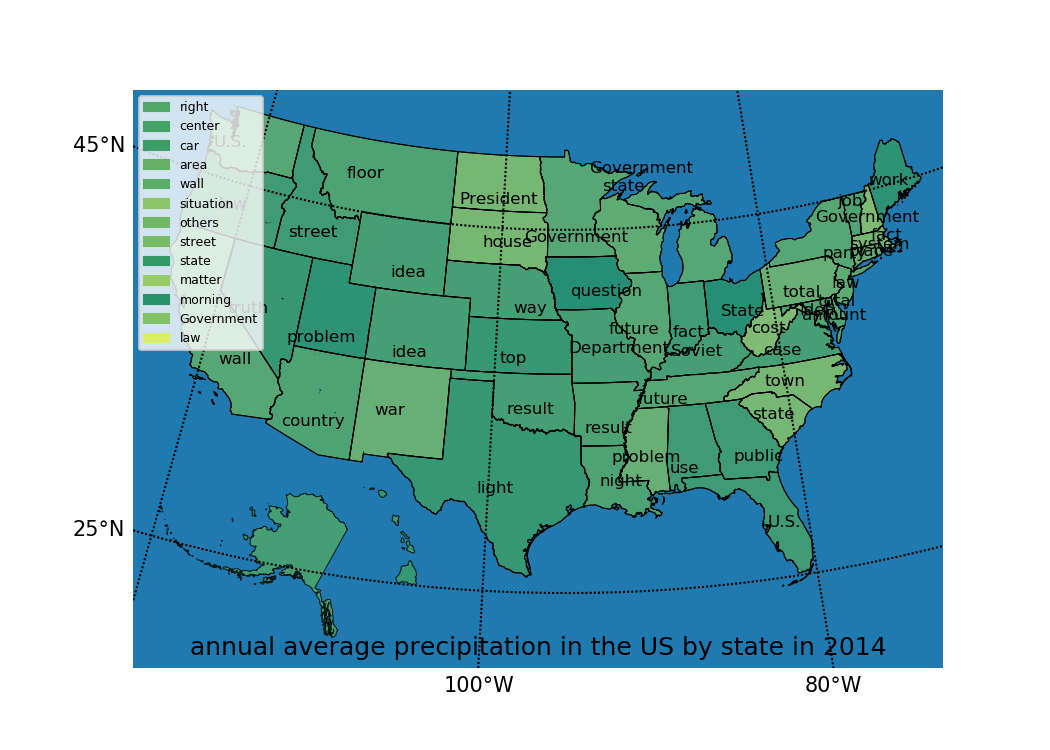 right
center
car
area
wall
situation
others
street
state
matter
morning
Government
law
45°N
25°N
100°W
80°W
U.S.
floor
President
Government
state
work
job
Government
fact
system
party
street
house
Government
idea
question
way
total
law
total
State
amount
truth
problem
future
fact
cost
case
wall
idea
top
Department
Soviet
war
result
future
town
country
result
state
problem
use
public
night
light
U.S.
annual average precipitation in the US by state in 2014